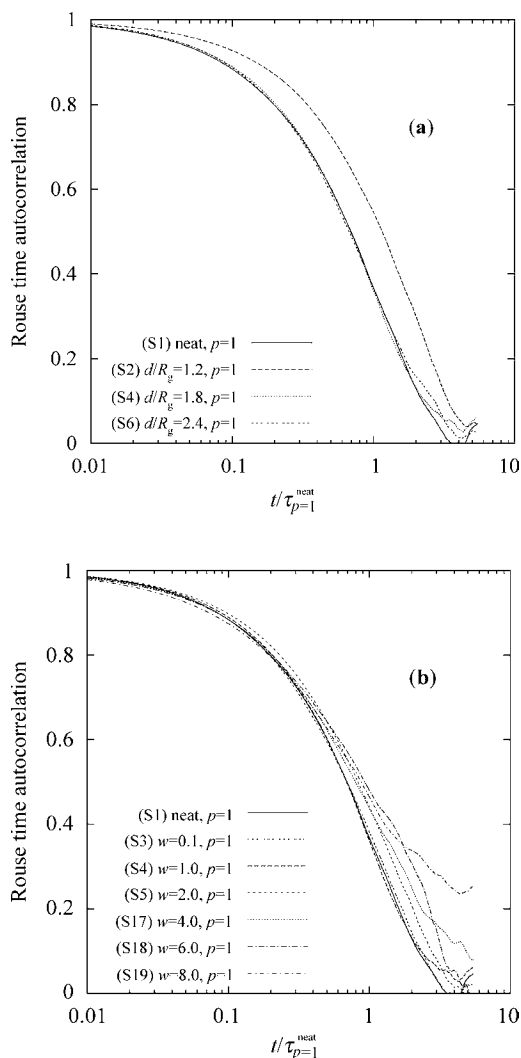 1
0.8
0.6
0.4
0.2
0
Rouse time autocorrelation
(a)
(S1) neat, p=1
(S2) d/Rg=1.2, p=1
(S4) d/Rg=1.8, p=1
(S6) d/Rg=2.4, p=1
0.01 0.1 1 10
t/τp=1neat
1
0.8
0.6
0.4
0.2
0
Rouse time autocorrelation
(b)
(S1) neat, p=1
(S3) w=0.1, p=1
(S4) w=1.0, p=1
(S5) w=2.0, p=1
(S17) w=4.0, p=1
(S18) w=6.0, p=1
(S19) w=8.0, p=1
0.01 0.1 1 10
t/τp=1neat